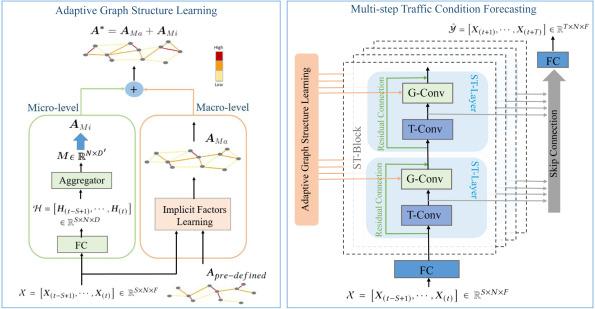 Adaptive Graph Structure Learning
A* = A_Ma + A_Mi
High
Low
Micro-level
Macro-level
A_Mi
M ∈ ℝ^{N×D'}
Aggregator
ℋ = [H_(t−S+1), ⋯, H_(t)]
∈ ℝ^{S×N×D}
FC
A_Ma
Implicit Factors
Learning
A_pre−defined
𝒳 = [X_(t−S+1), ⋯, X_(t)] ∈ ℝ^{S×N×F}
Multi-step Traffic Condition Forecasting
ŷ = [X_(t+1), ⋯, X_(t+T)] ∈ ℝ^{T×N×F}
FC
Adaptive Graph Structure Learning
ST-Block
Residual Connection
G-Conv
T-Conv
ST-Layer
Residual Connection
G-Conv
T-Conv
ST-Layer
Skip Connection
FC
𝒳 = [X_(t−S+1), ⋯, X_(t)] ∈ ℝ^{S×N×F}